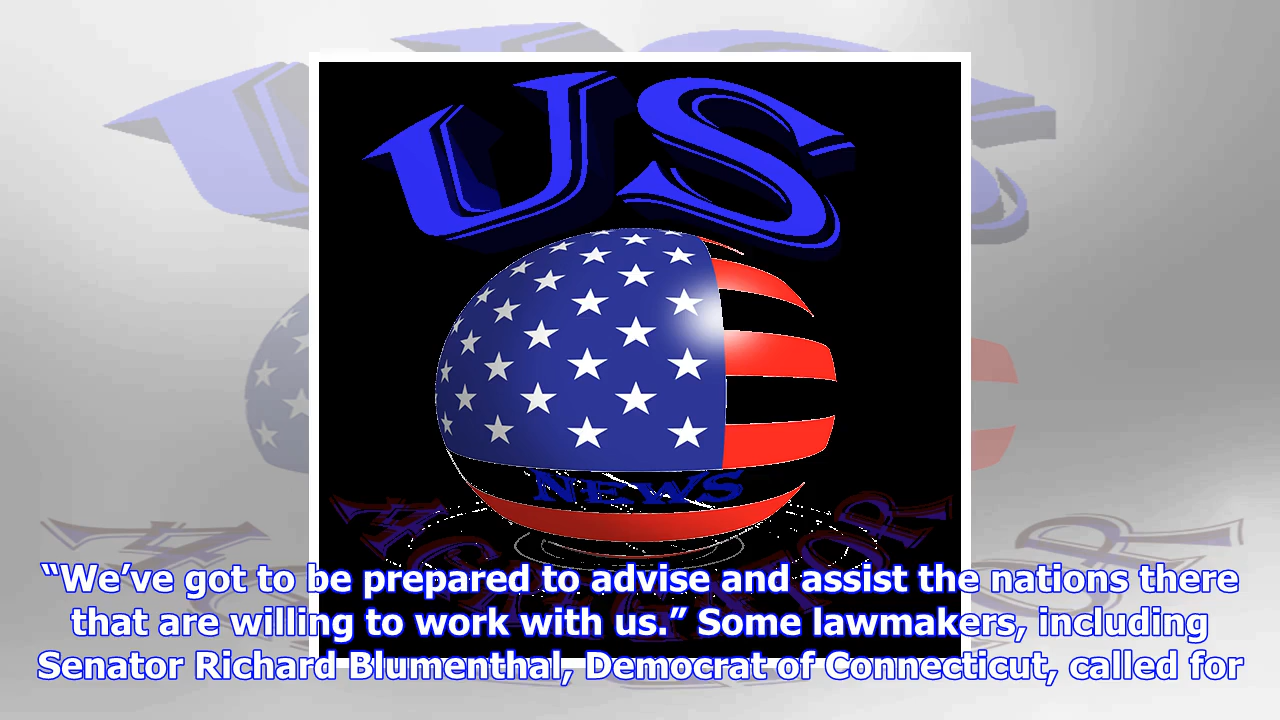 US
NEWS
“We’ve got to be prepared to advise and assist the nations there
that are willing to work with us.” Some lawmakers, including
Senator Richard Blumenthal, Democrat of Connecticut, called for